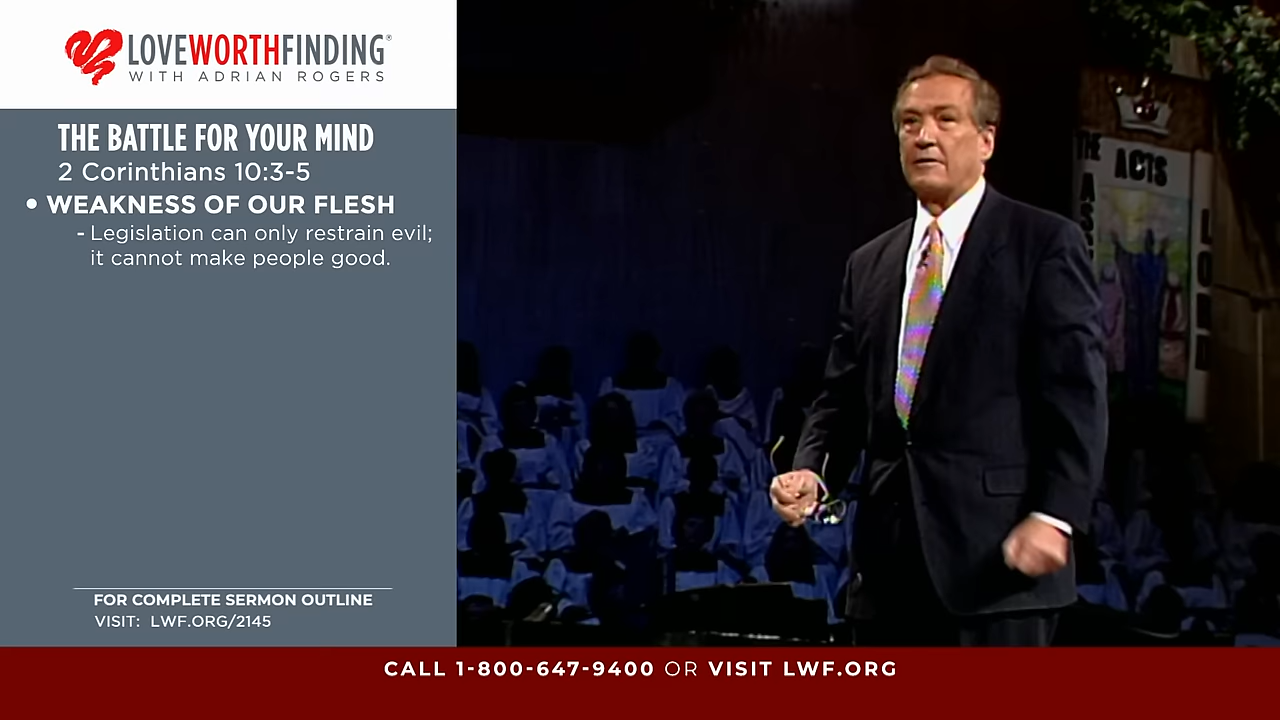 LOVEWORTHFINDING®
WITH ADRIAN ROGERS
THE BATTLE FOR YOUR MIND
2 Corinthians 10:3-5
• WEAKNESS OF OUR FLESH
- Legislation can only restrain evil;
it cannot make people good.
FOR COMPLETE SERMON OUTLINE
VISIT: LWF.ORG/2145
CALL 1-800-647-9400 OR VISIT LWF.ORG
THE
ACTS
LORD